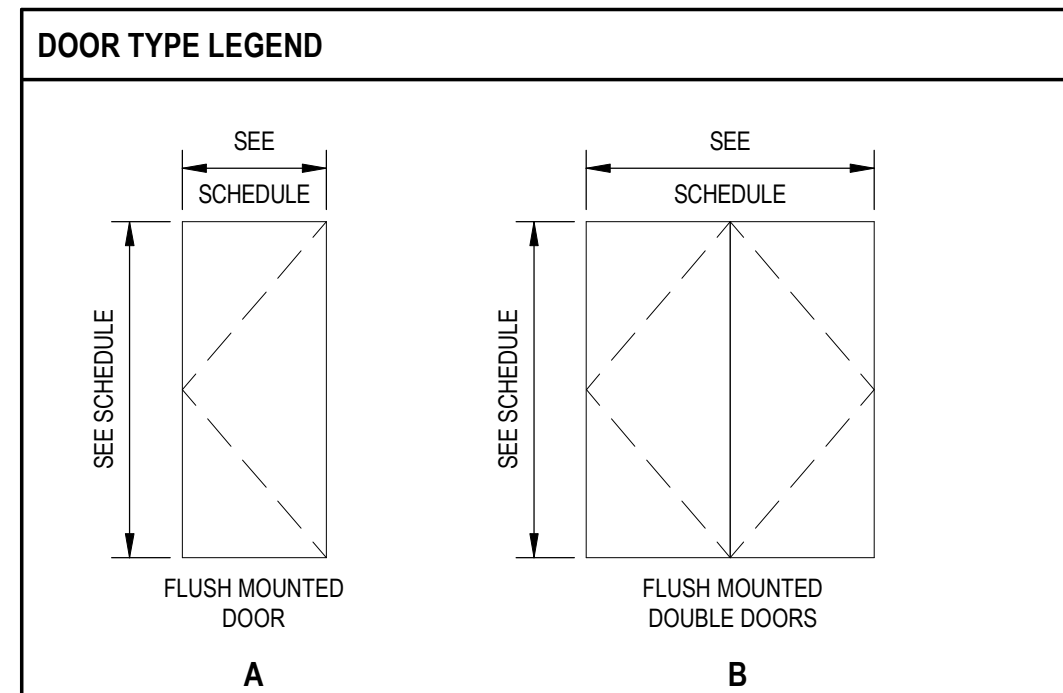 DOOR TYPE LEGEND
SEE
SCHEDULE
SEE SCHEDULE
FLUSH MOUNTED
DOOR
A
SEE
SCHEDULE
SEE SCHEDULE
FLUSH MOUNTED
DOUBLE DOORS
B